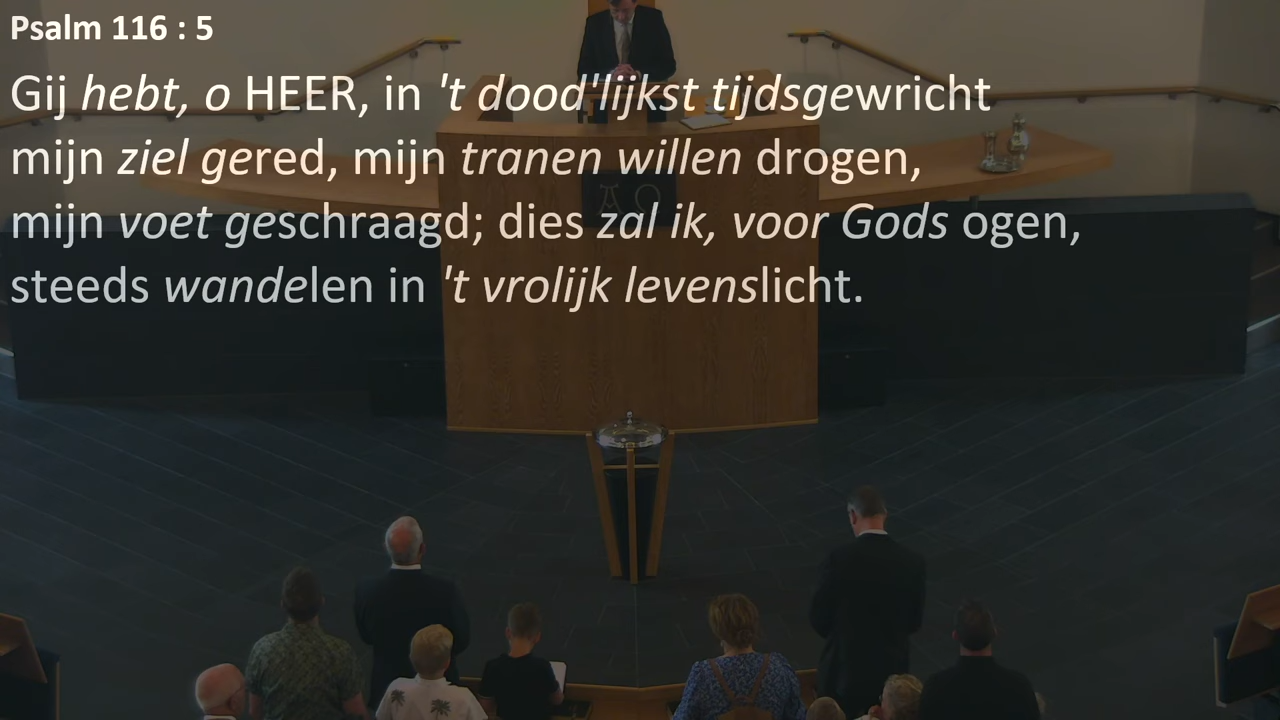 Psalm 116 : 5
Gij hebt, o HEER, in 't dood'lijkst tijdsgewricht
mijn ziel gered, mijn tranen willen drogen,
mijn voet geschraagd; dies zal ik, voor Gods ogen,
steeds wandelen in 't vrolijk levenslicht.
Α Ω